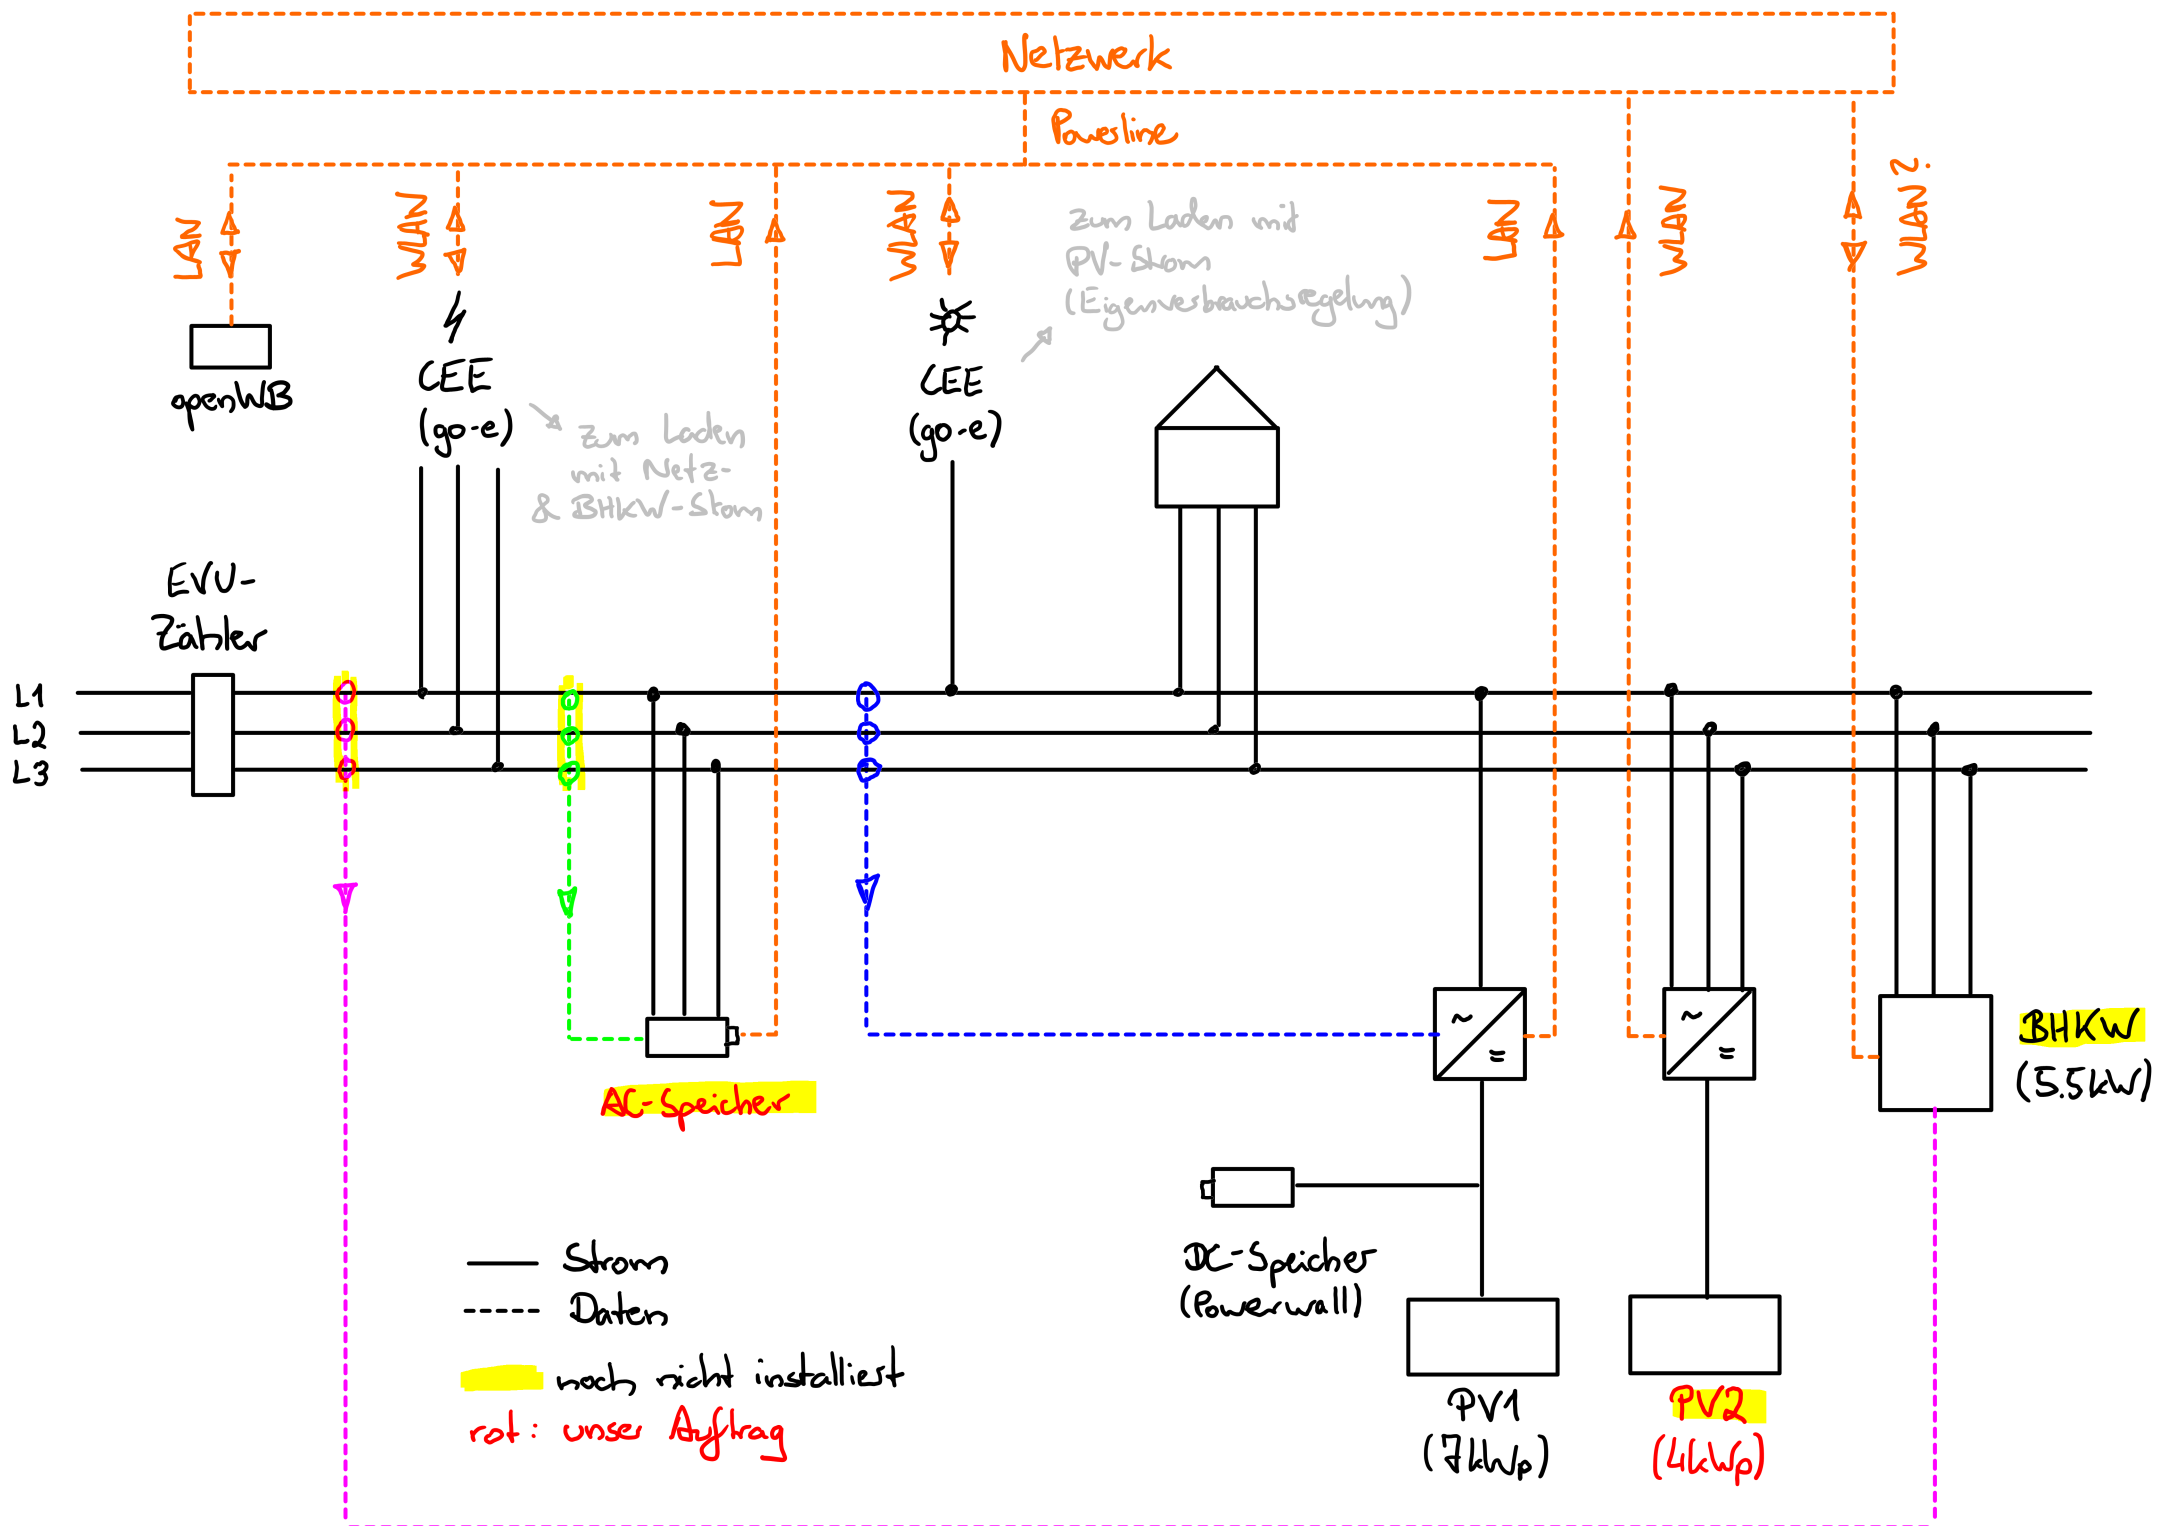 Netzwerk
Powerline
LAN
WLAN
LAN
WLAN
LAN
WLAN
WLAN?
zum Laden mit
PV-Strom
(Eigenverbrauchsregelung)
openWB
CEE
(go-e)
zum Laden
mit Netz-
& BHKW-Strom
CEE
(go-e)
EVU-
Zähler
L1
L2
L3
~
=
~
=
BHKW
(5.5kW)
AC-Speicher
DC-Speicher
(Powerwall)
Strom
Daten
noch nicht installiert
rot: unser Auftrag
PV1
(7kWp)
PV2
(4kWp)